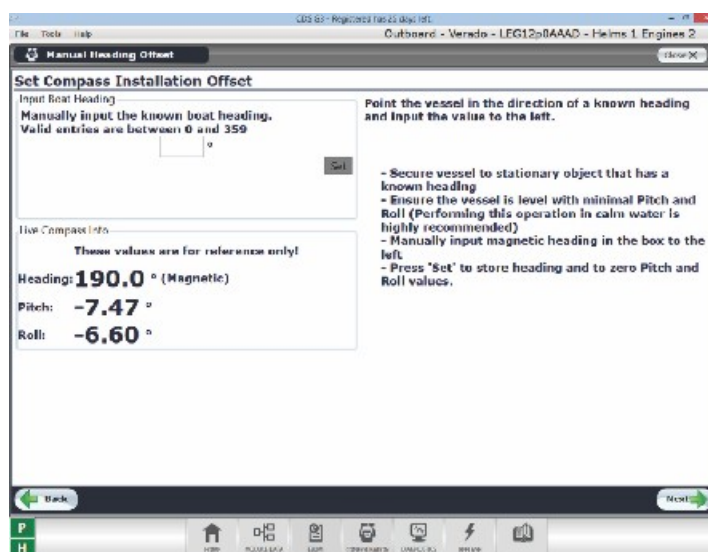 CDS G3 - Registered has 25 days left.
File Tools Help
Outboard - Verado - LEG12p0AAAD - Helms 1 Engines 2
Manual Heading Offset
Close X
Set Compass Installation Offset
Input Boat Heading
Manually input the known boat heading.
Valid entries are between 0 and 359
°
Set
Point the vessel in the direction of a known heading
and input the value to the left.
- Secure vessel to stationary object that has a
known heading
- Ensure the vessel is level with minimal Pitch and
Roll (Performing this operation in calm water is
highly recommended)
- Manually input magnetic heading in the box to the
left
- Press 'Set' to store heading and to zero Pitch and
Roll values.
Live Compass Info
These values are for reference only!
Heading: 190.0 ° (Magnetic)
Pitch: -7.47 °
Roll: -6.60 °
Back
Next
P
H